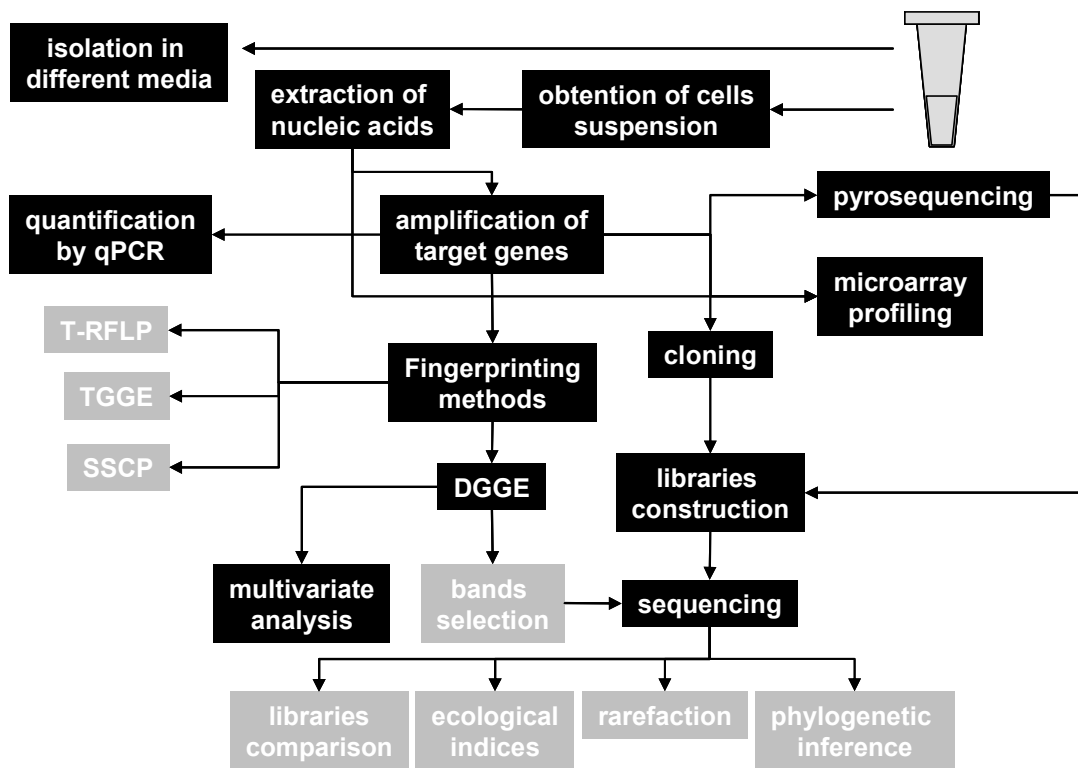 isolation in
different media
extraction of
nucleic acids
obtention of cells
suspension
quantification
by qPCR
amplification of
target genes
pyrosequencing
microarray
profiling
T-RFLP
TGGE
SSCP
Fingerprinting
methods
cloning
DGGE
libraries
construction
multivariate
analysis
bands
selection
sequencing
libraries
comparison
ecological
indices
rarefaction
phylogenetic
inference